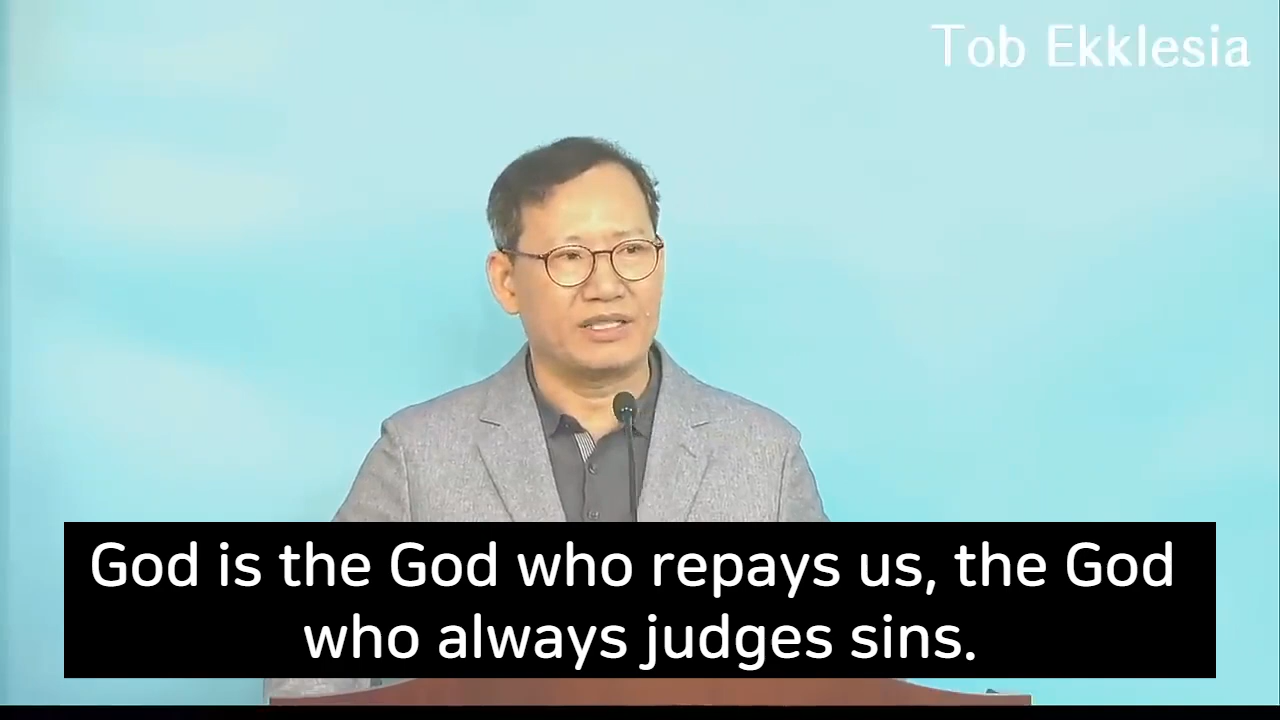 Tob Ekklesia
God is the God who repays us, the God
who always judges sins.